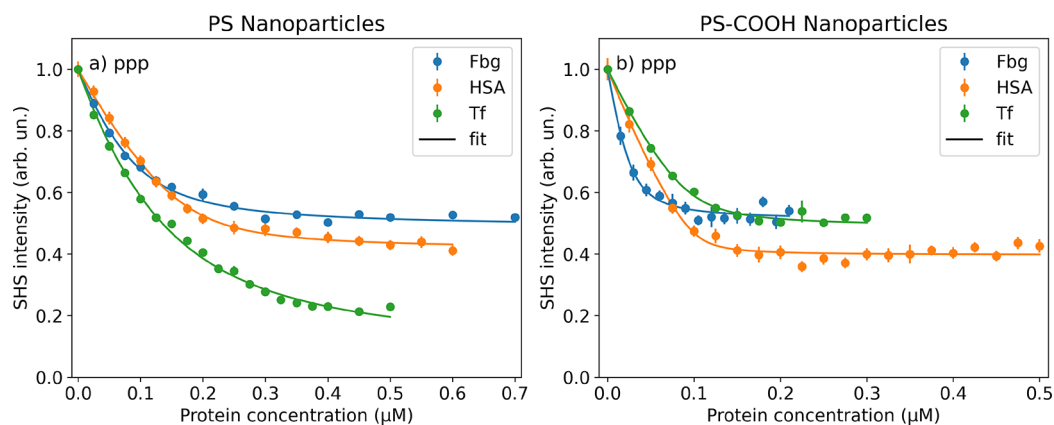 PS Nanoparticles
a) ppp
Fbg
HSA
Tf
fit
SHS intensity (arb. un.)
1.0
0.8
0.6
0.4
0.2
0.0
0.0 0.1 0.2 0.3 0.4 0.5 0.6 0.7
Protein concentration (μM)
PS-COOH Nanoparticles
b) ppp
Fbg
HSA
Tf
fit
SHS intensity (arb. un.)
1.0
0.8
0.6
0.4
0.2
0.0
0.0 0.1 0.2 0.3 0.4 0.5
Protein concentration (μM)